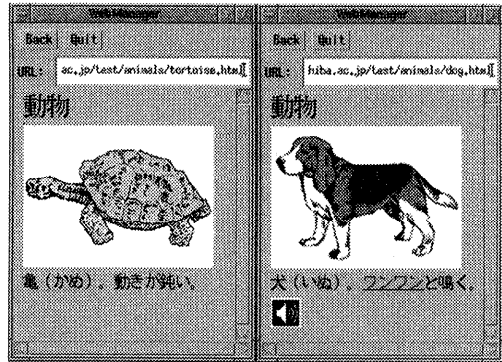 WebManager
Back Quit
URL: ac.jp/test/animals/tortoise.html
動物
亀（かめ）。動きが鈍い。
WebManager
Back Quit
URL: hiba.ac.jp/test/animals/dog.html
動物
犬（いぬ）。ワンワンと鳴く。